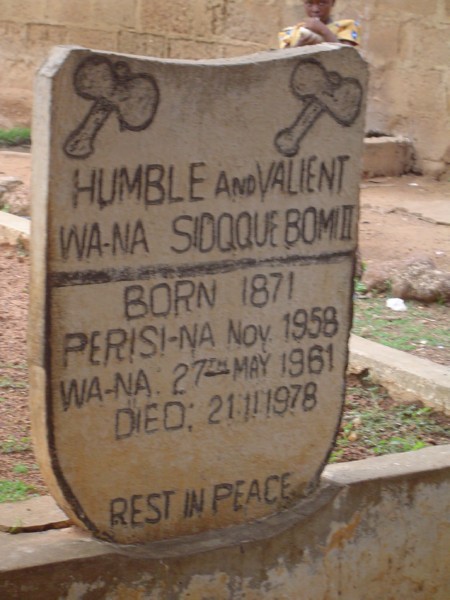 HUMBLE AND VALIENT
WA-NA SIDQQUE BOMI II
BORN 1871
PERISI-NA NOV. 1958
WA-NA. 27TH MAY 1961
DIED: 21.11.1978
REST IN PEACE